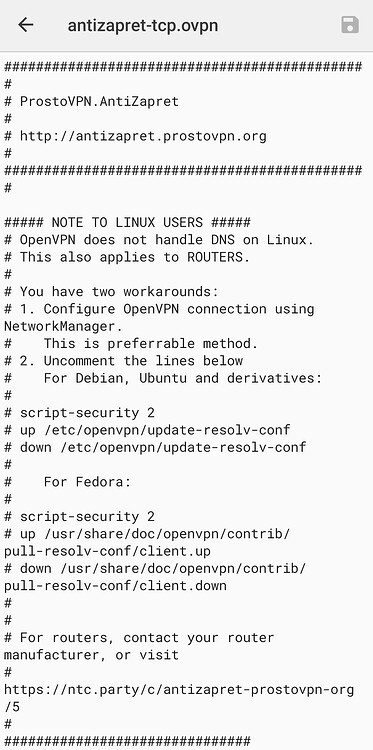 antizapret-tcp.ovpn
############################################
#
# ProstoVPN.AntiZapret
#
# http://antizapret.prostovpn.org
#
############################################
#
##### NOTE TO LINUX USERS #####
# OpenVPN does not handle DNS on Linux.
# This also applies to ROUTERS.
#
# You have two workarounds:
# 1. Configure OpenVPN connection using
NetworkManager.
#    This is preferrable method.
# 2. Uncomment the lines below
#    For Debian, Ubuntu and derivatives:
#
# script-security 2
# up /etc/openvpn/update-resolv-conf
# down /etc/openvpn/update-resolv-conf
#
#    For Fedora:
#
# script-security 2
# up /usr/share/doc/openvpn/contrib/
pull-resolv-conf/client.up
# down /usr/share/doc/openvpn/contrib/
pull-resolv-conf/client.down
#
#
# For routers, contact your router
manufacturer, or visit
#
https://ntc.party/c/antizapret-prostovpn-org
/5
#
##############################